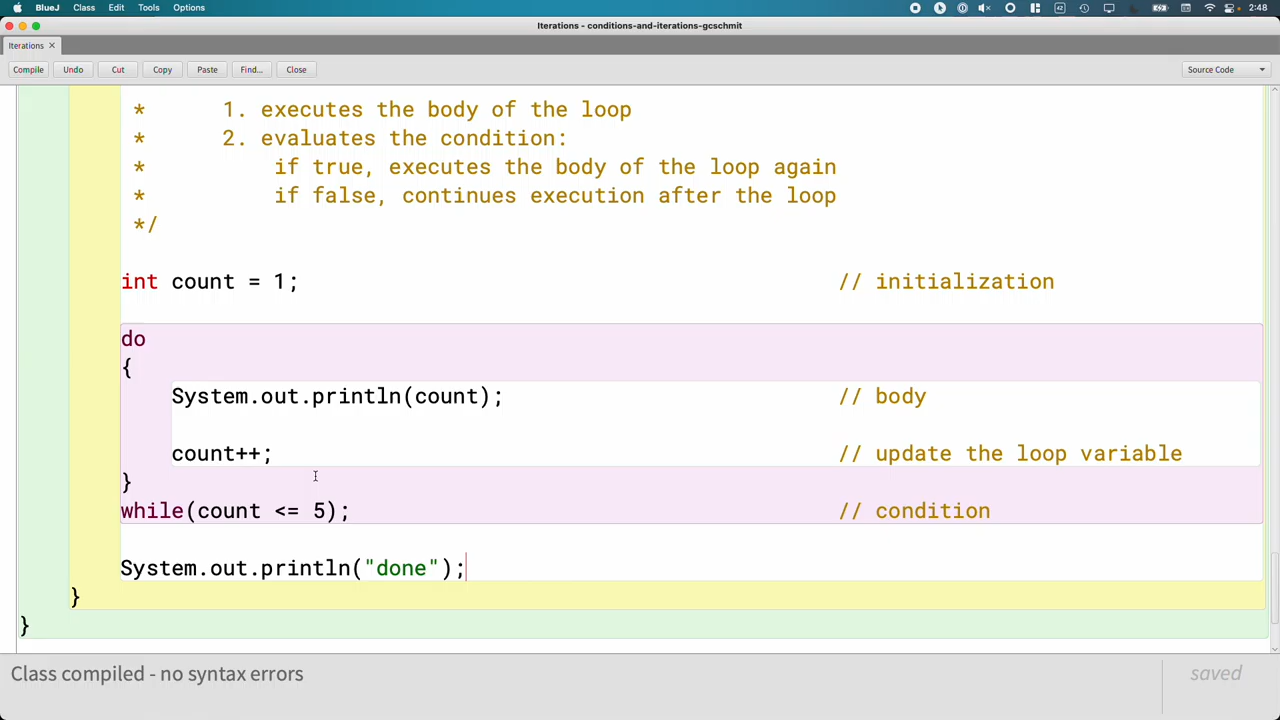 BlueJ Class Edit Tools Options 42 2:48
Iterations - conditions-and-iterations-gcschmit
Iterations ×
Compile Undo Cut Copy Paste Find... Close Source Code
* 1. executes the body of the loop
* 2. evaluates the condition:
* if true, executes the body of the loop again
* if false, continues execution after the loop
*/
int count = 1; // initialization
do
{
System.out.println(count); // body
count++; // update the loop variable
}
while(count <= 5); // condition
System.out.println("done");
}
}
Class compiled - no syntax errors saved